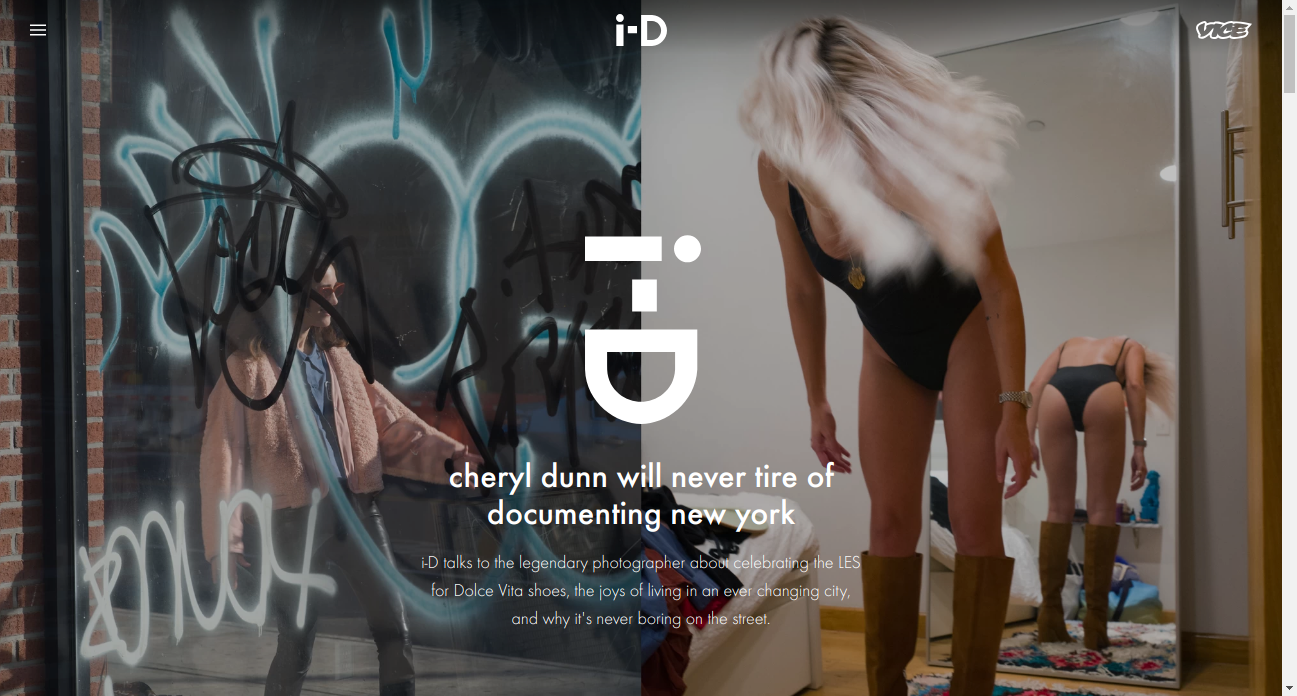 i-D
VICE
i-D
cheryl dunn will never tire of
documenting new york
i-D talks to the legendary photographer about celebrating the LES
for Dolce Vita shoes, the joys of living in an ever changing city,
and why it's never boring on the street.